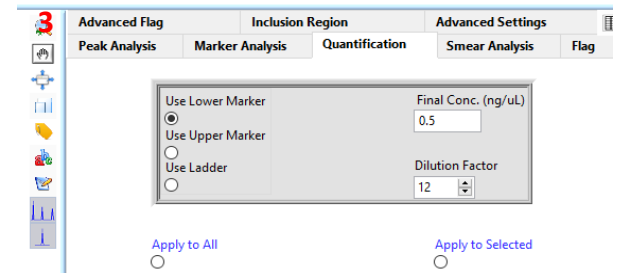 3
Advanced Flag Inclusion Region Advanced Settings
Peak Analysis Marker Analysis Quantification Smear Analysis Flag
Use Lower Marker Final Conc. (ng/uL)
0.5
Use Upper Marker
Use Ladder Dilution Factor
12
Apply to All Apply to Selected